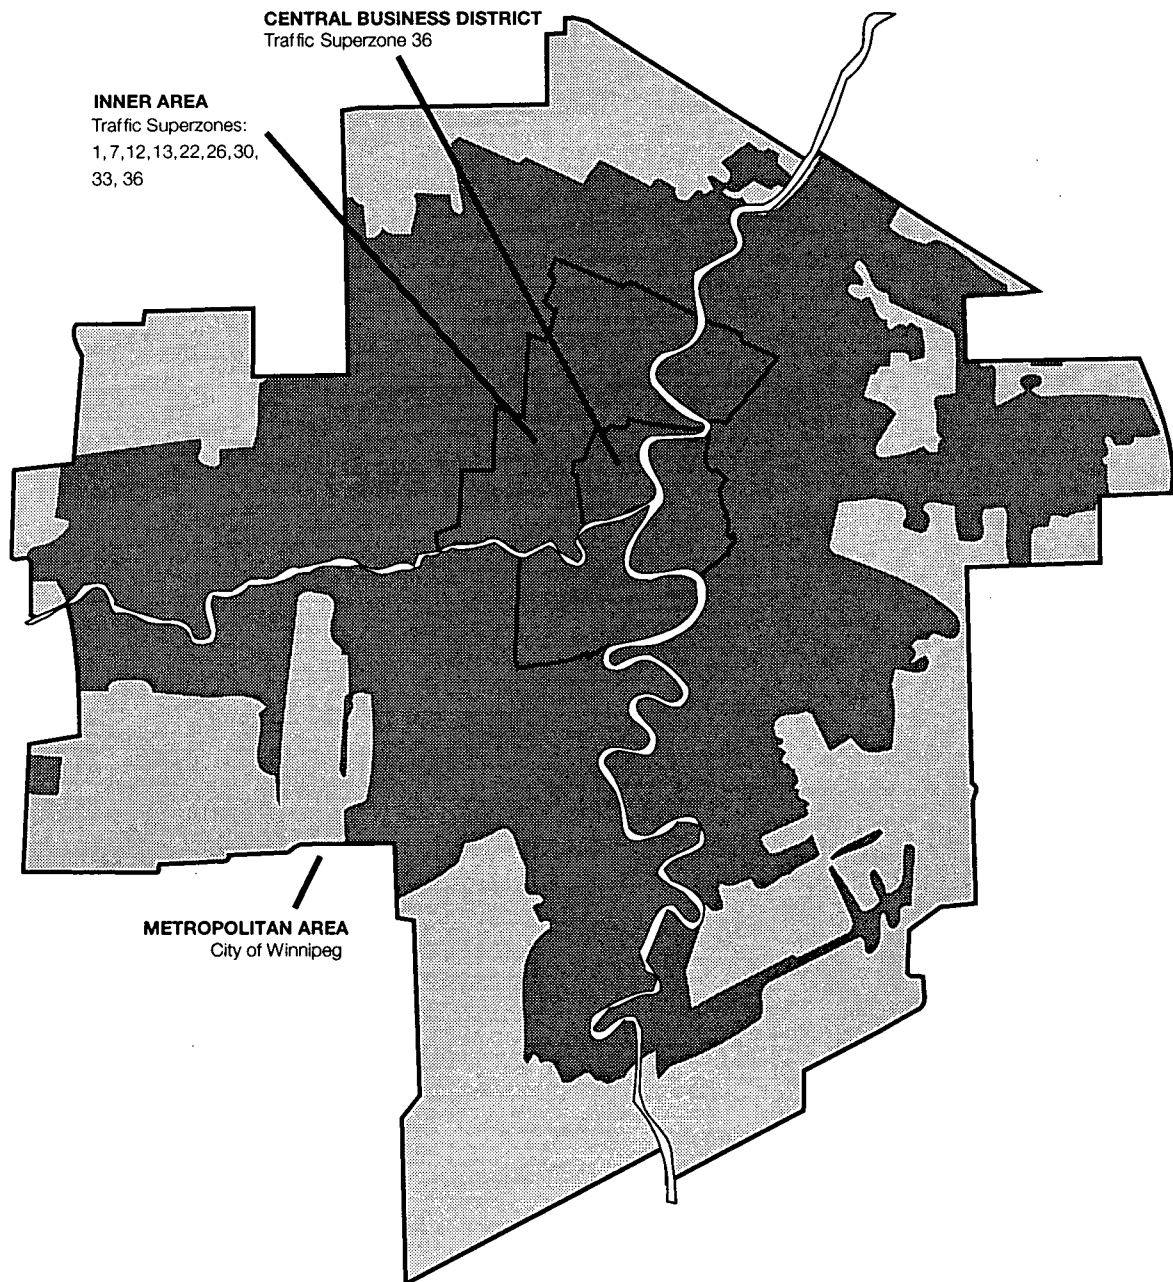 CENTRAL BUSINESS DISTRICT
Traffic Superzone 36
INNER AREA
Traffic Superzones:
1,7,12,13,22,26,30,
33, 36
METROPOLITAN AREA
City of Winnipeg